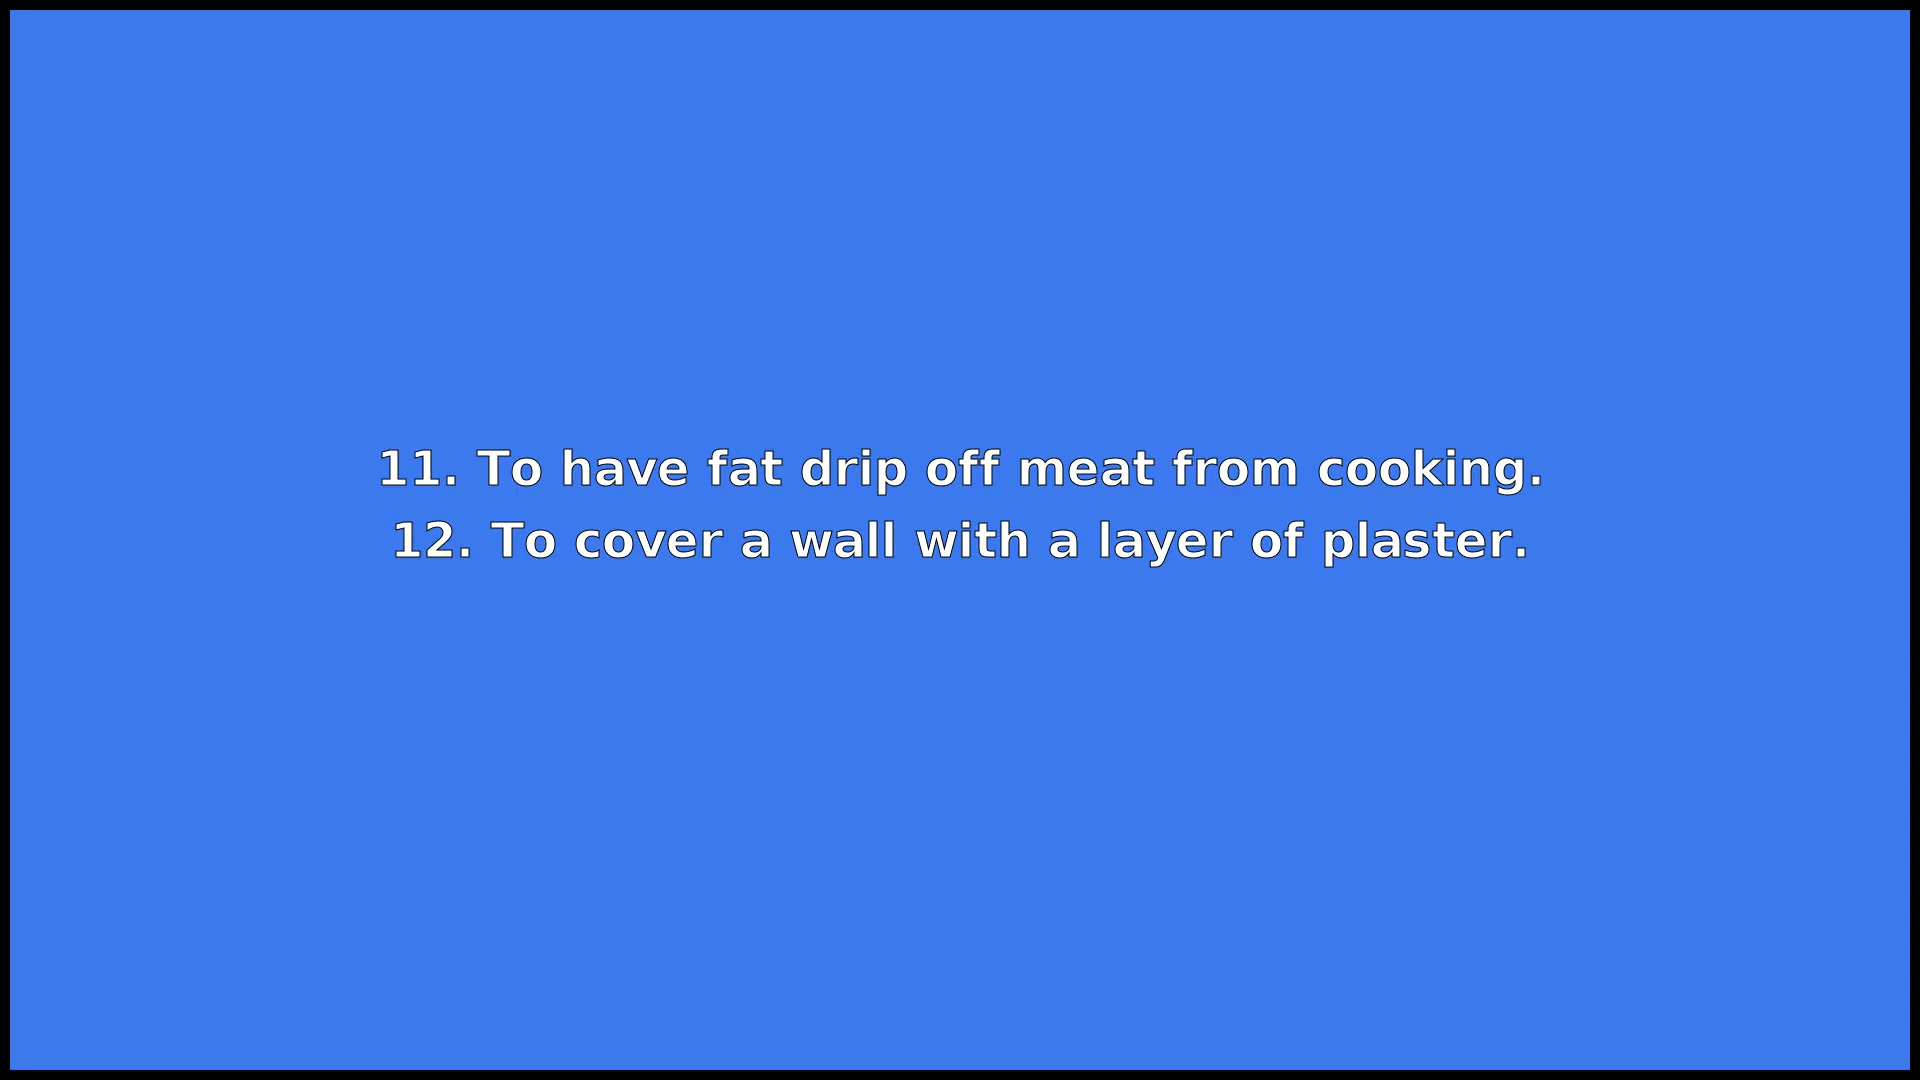 11. To have fat drip off meat from cooking.
12. To cover a wall with a layer of plaster.